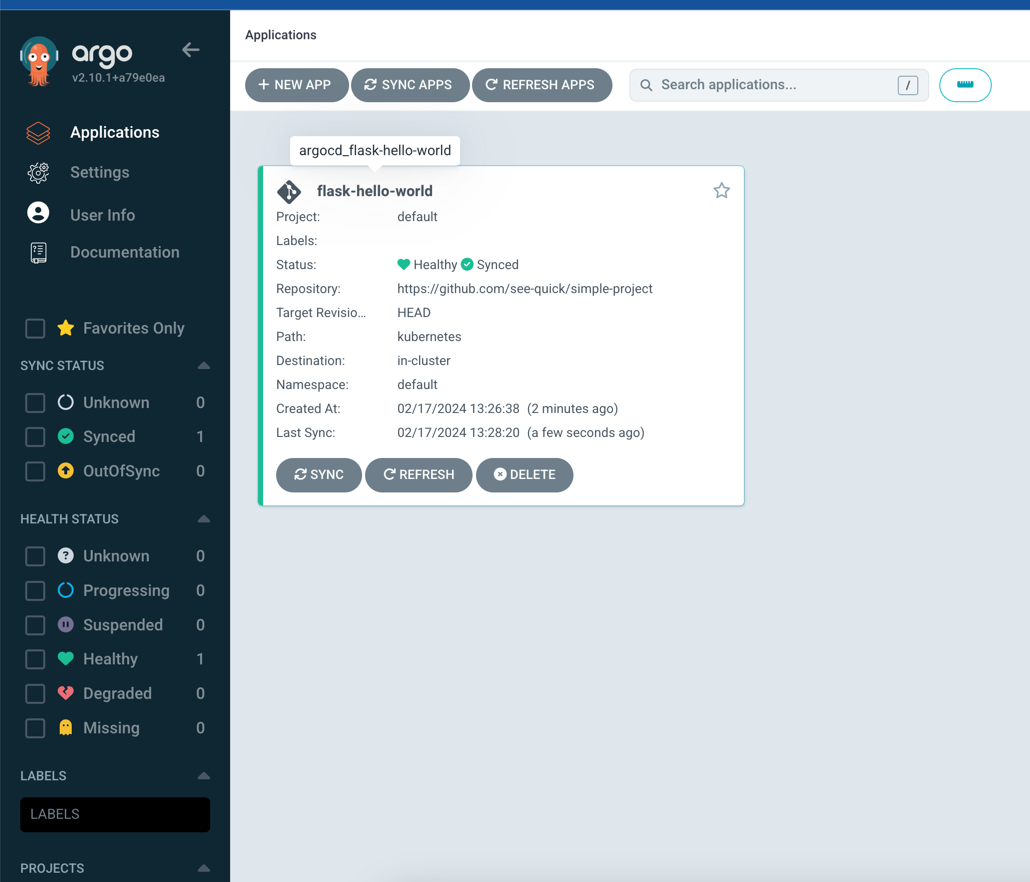 argo
v2.10.1+a79e0ea
Applications
Settings
User Info
Documentation
Favorites Only
SYNC STATUS
Unknown 0
Synced 1
OutOfSync 0
HEALTH STATUS
Unknown 0
Progressing 0
Suspended 0
Healthy 1
Degraded 0
Missing 0
LABELS
LABELS
PROJECTS
Applications
NEW APP SYNC APPS REFRESH APPS Search applications... /
argocd_flask-hello-world
flask-hello-world
Project: default
Labels:
Status: Healthy Synced
Repository: https://github.com/see-quick/simple-project
Target Revisio... HEAD
Path: kubernetes
Destination: in-cluster
Namespace: default
Created At: 02/17/2024 13:26:38 (2 minutes ago)
Last Sync: 02/17/2024 13:28:20 (a few seconds ago)
SYNC REFRESH DELETE